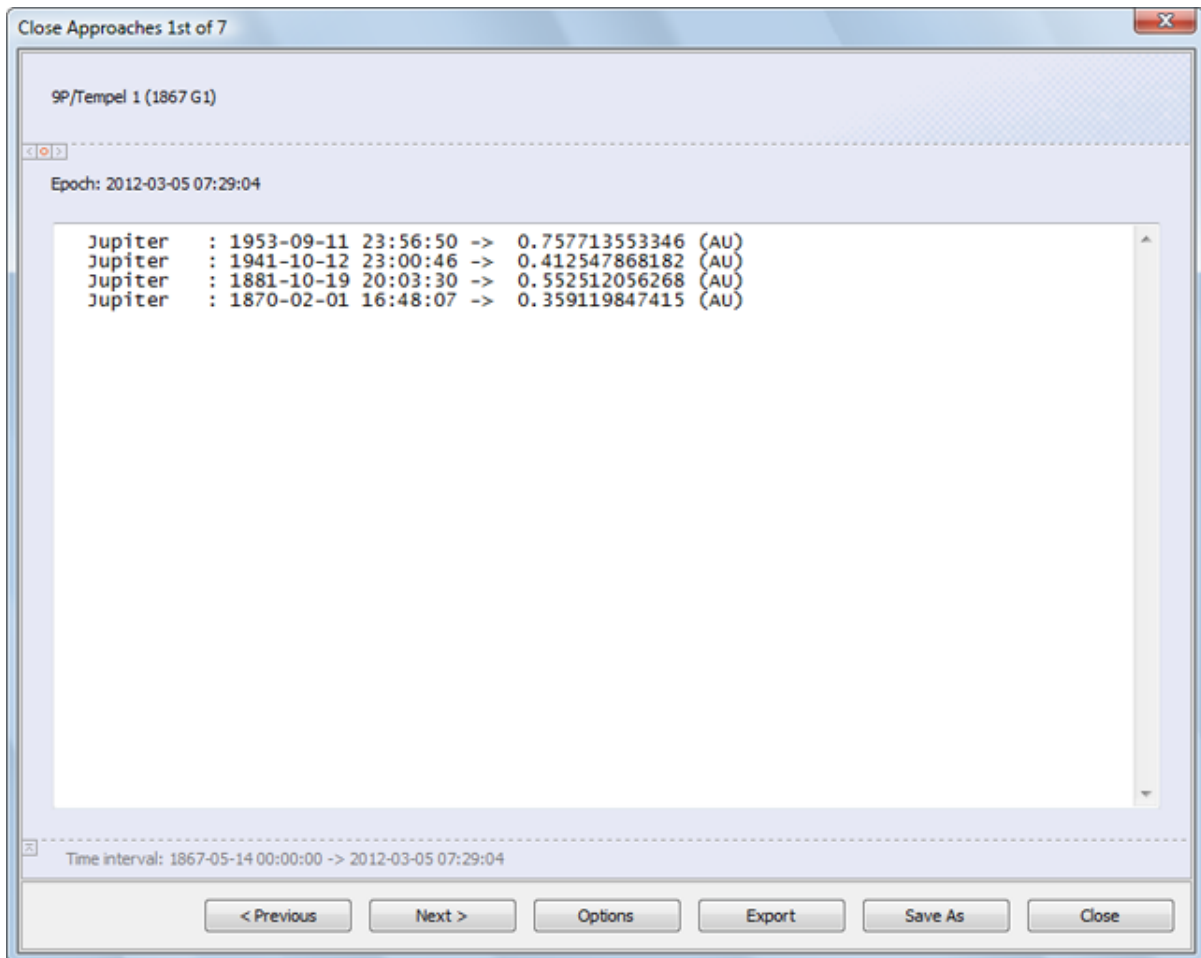 Close Approaches 1st of 7
9P/Tempel 1 (1867 G1)
Epoch: 2012-03-05 07:29:04
Jupiter : 1953-09-11 23:56:50 -> 0.757713553346 (AU)
Jupiter : 1941-10-12 23:00:46 -> 0.412547868182 (AU)
Jupiter : 1881-10-19 20:03:30 -> 0.552512056268 (AU)
Jupiter : 1870-02-01 16:48:07 -> 0.359119847415 (AU)
Time interval: 1867-05-14 00:00:00 -> 2012-03-05 07:29:04
< Previous Next > Options Export Save As Close